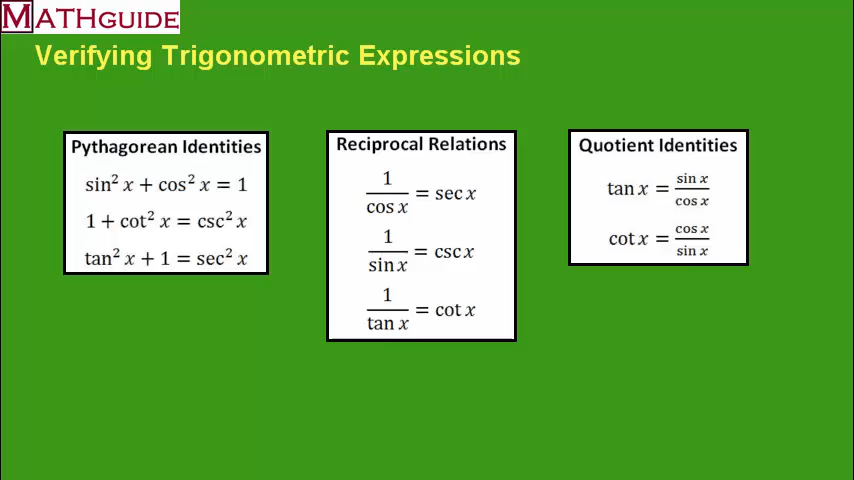 MATHGUIDE
Verifying Trigonometric Expressions
Pythagorean Identities
sin² x + cos² x = 1
1 + cot² x = csc² x
tan² x + 1 = sec² x
Reciprocal Relations
1/cos x = sec x
1/sin x = csc x
1/tan x = cot x
Quotient Identities
tan x = sin x/cos x
cot x = cos x/sin x